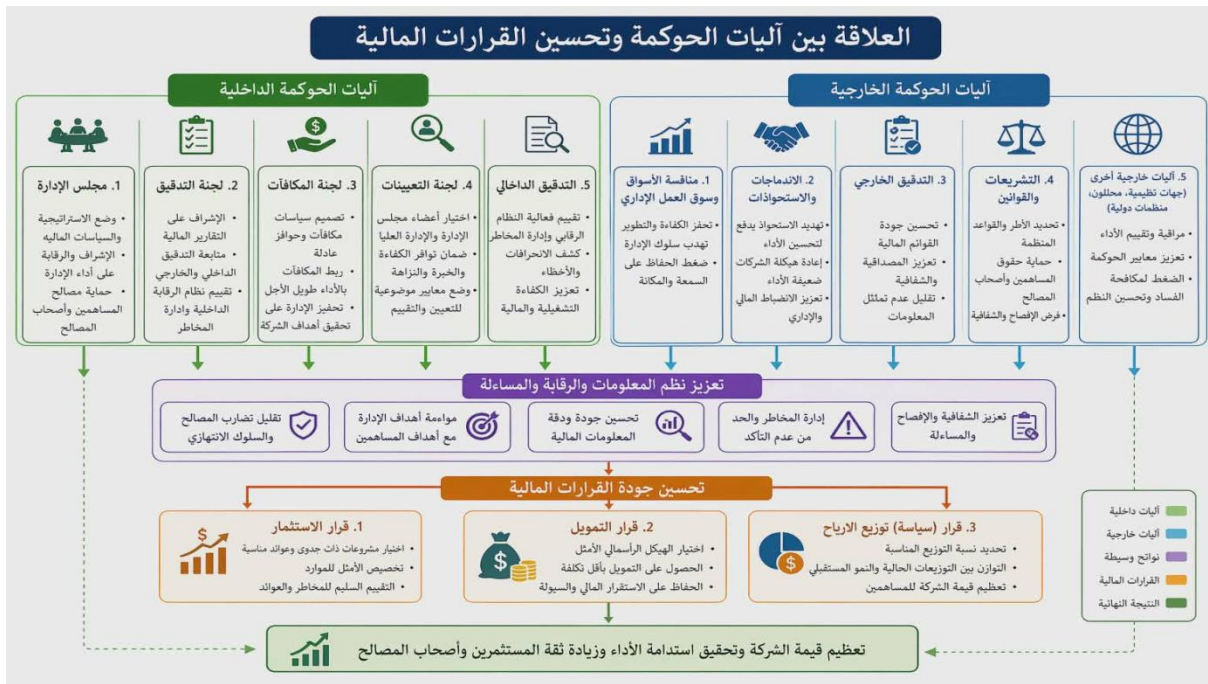 العلاقة بين آليات الحوكمة وتحسين القرارات المالية
آليات الحوكمة الخارجية
5. آليات خارجية أخرى
(جهات تظيمية، محللون،
منظمات دولية)
مراقبة وتقييم الأداء
تعزيز معايير الحوكمة
الضغط لمكافحة
الفساد وتحسين النظم
4. التشريعات
والقوانين
تحديد الأطر والقواعد
المنظمة
حماية حقوق
المساهمين وأصحاب
المصالح
فرض الإفصاح والشفافية
3. التدقيق الخارجي
تحسين جودة
القوائم المالية
تعزيز المصداقية
والشفافية
تقليل عدم تمثثل
المعلومات
2. الاندماجات
والاستحواذات
تهديد الاستحواذ يدفع
لتحسين الأداء
إعادة هيكلة الشركات
ضعيفة الأداء
تعزيز الانضباط المالي
والإداري
1. منافسة الأسواق
وسوق العمل الإداري
تحفز الكفاءة والتطوير
تهدب سلوك الإدارة
ضغط الحفاظ على
السمعة والمكانة
آليات الحوكمة الداخلية
5. التدقيق الداخالي
تقييم فعالية النظام
الرقابي وإدارة المخاطر
كشف الانحرافات
والأخطاء
تعزيز الكفاءة
التشغيلية والمالية
4. لجنة التعيينات
اختيار أعضاء مجلس
الإدارة والإدارة العليا
ضمان توافر الكفاءة
والخبرة والنزاهة
وضع معايير موضوعية
للتعيين والتقييم
3. لجنة المكافآت
تصميم سياسات
مكافآت وحوافز
عادلة
ربط المكافآت
بالأداء طويل الأجل
تحفيز الإدارة على
تحقيق أهداف الشركة
2. لجنة التدقيق
الإشراف على
التقارير المالية
متابعة التدقيق
الداخلي والخارجي
تقييم نظام الرقابة
الداخلية وادارة
المخاطر
1. مجلس الإدارة
وضع الاستراتيجية
والسياسات الماليه
الإشراف والرقابة
على أداء الإدارة
حماية مصالح
المساهمين وأصحاب
المصالح
تعزيز نظم المعلومات والرقابة والمساءلة
تعزيز الشفافية والإفصاح
والمساءلة
إدارة المخاطر والحد
من عدم التأكد
تحسين جودة ودقة
المعلومات المالية
مواءمة أهداف الإدارة
مع أهداف المساهمين
تقليل تضارب المصالح
والسلوك الانتهازي
تحسين جودة القرارات المالية
3. قرار (سياسة) توزيع الارياح
تحديد نسبة التوزيع المناسبة
التوازن بين التوزيعات الحالية والنمو المستقبلي
تعظيم قيمة الشركة للمساهمين
2. قرار التمويل
اختيار الهيكل الرأسمالي الأمثل
الحصول على التمويل بأقل تكلفة
الحفاظ على الاستقرار المالي والسيولة
1. قرار الاستثمار
اختيار مشروعات ذات جدوى وعوائد مناسبة
تخصيص الأمثل للموارد
التقييم السليم للمخاطر والعوائد
آليات داخلية
آليات خارجية
نواتج وسيطة
القرارات المالية
النتيجة النهائية
تعظيم قيمة الشركة وتحقيق استدامة الأداء وزيادة ثقة المستثمرين وأصحاب المصالح